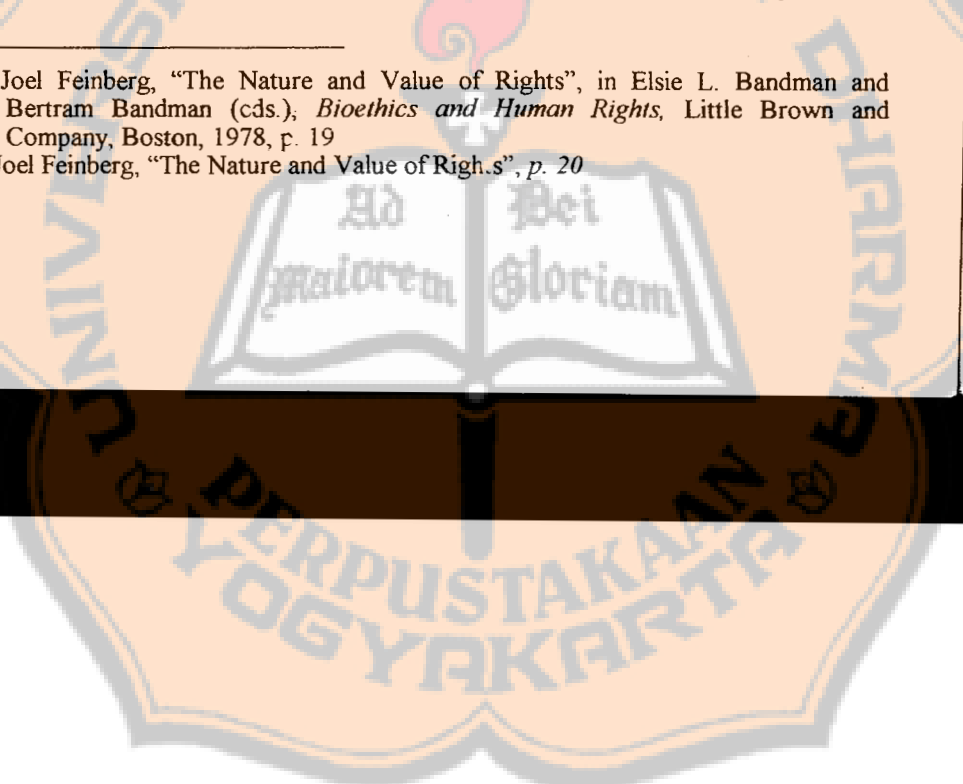 Joel Feinberg, “The Nature and Value of Rights”, in Elsie L. Bandman and
Bertram Bandman (cds.), Bioethics and Human Rights, Little Brown and
Company, Boston, 1978, p. 19
Joel Feinberg, “The Nature and Value of Righ.s”, p. 20
Ad Dei
maiorem Gloriam
UNIVERS
DHARMA
PERPUSTAKAAN
YOGYAKARTA